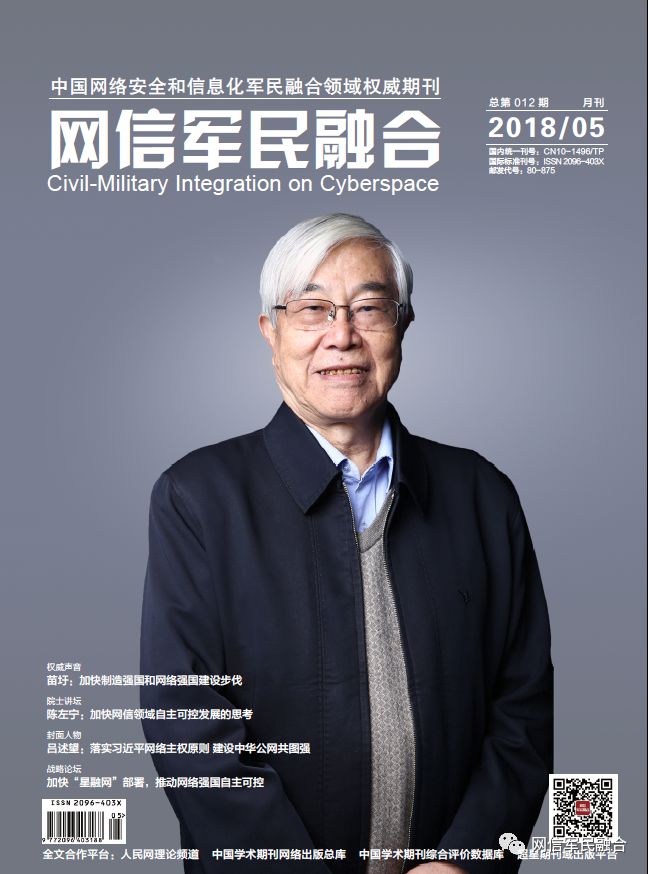 中国网络安全和信息化军民融合领域权威期刊
网信军民融合
Civil-Military Integration on Cyberspace
总第 012 期 月刊
2018/05
国内统一刊号：CN10-1496/TP
国际标准刊号：ISSN 2096-403X
邮发代号：80-875
权威声音
苗圩：加快制造强国和网络强国建设步伐
院士讲坛
陈左宁：加快网信领域自主可控发展的思考
封面人物
吕述望：落实习近平网络主权原则 建设中华公网共图强
战略论坛
加快“星融网”部署，推动网络强国自主可控
ISSN 2096-403X
05>
9 772096 403188
网信军民融合
全文合作平台：人民网理论频道 中国学术期刊网络出版总库 中国学术期刊综合评价数据库 超星期刊域出版平台